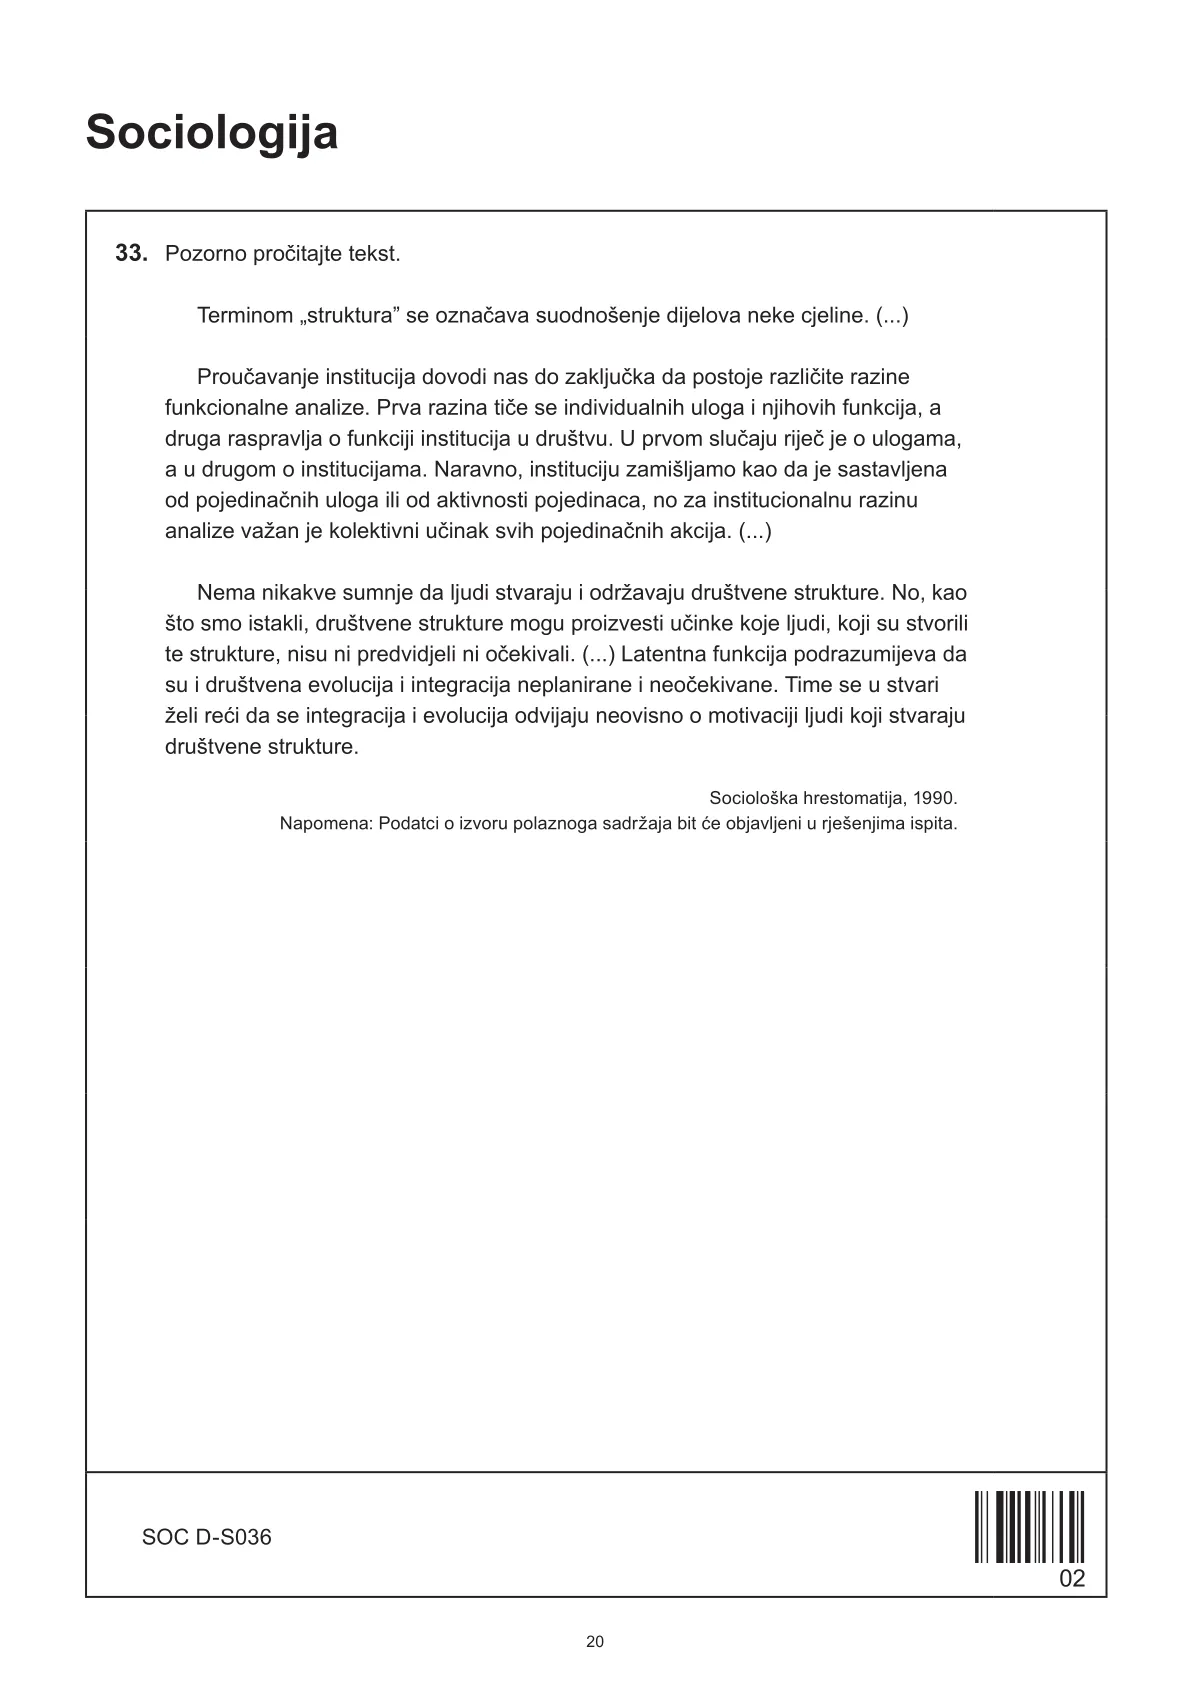 Sociologija
33. Pozorno pročitajte tekst.
Terminom „struktura” se označava suodnošenje dijelova neke cjeline. (...)
Proučavanje institucija dovodi nas do zaključka da postoje različite razine
funkcionalne analize. Prva razina tiče se individualnih uloga i njihovih funkcija, a
druga raspravlja o funkciji institucija u društvu. U prvom slučaju riječ je o ulogama,
a u drugom o institucijama. Naravno, instituciju zamišljamo kao da je sastavljena
od pojedinačnih uloga ili od aktivnosti pojedinaca, no za institucionalnu razinu
analize važan je kolektivni učinak svih pojedinačnih akcija. (...)
Nema nikakve sumnje da ljudi stvaraju i održavaju društvene strukture. No, kao
što smo istakli, društvene strukture mogu proizvesti učinke koje ljudi, koji su stvorili
te strukture, nisu ni predvidjeli ni očekivali. (...) Latentna funkcija podrazumijeva da
su i društvena evolucija i integracija neplanirane i neočekivane. Time se u stvari
želi reći da se integracija i evolucija odvijaju neovisno o motivaciji ljudi koji stvaraju
društvene strukture.
Sociološka hrestomatija, 1990.
Napomena: Podatci o izvoru polaznoga sadržaja bit će objavljeni u rješenjima ispita.
SOC D-S036
02
20